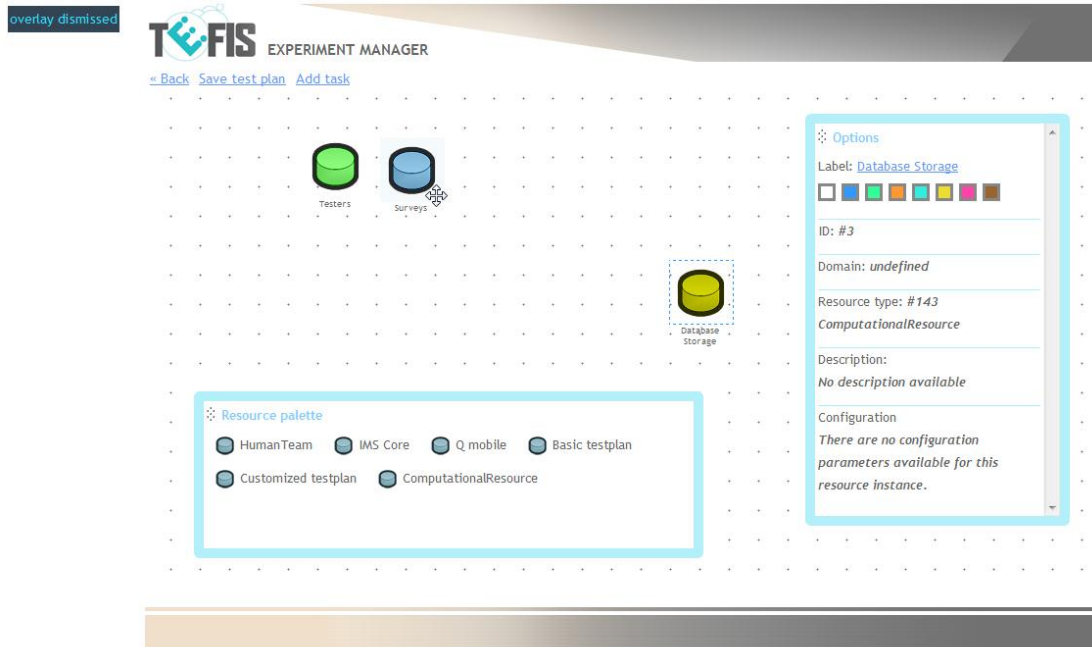 overlay dismissed
TEFIS EXPERIMENT MANAGER
« Back Save test plan Add task
Testers
Surveys
Database
Storage
Options
Label: Database Storage
ID: #3
Domain: undefined
Resource type: #143
ComputationalResource
Description:
No description available
Configuration
There are no configuration
parameters available for this
resource instance.
Resource palette
HumanTeam IMS Core Q mobile Basic testplan
Customized testplan ComputationalResource